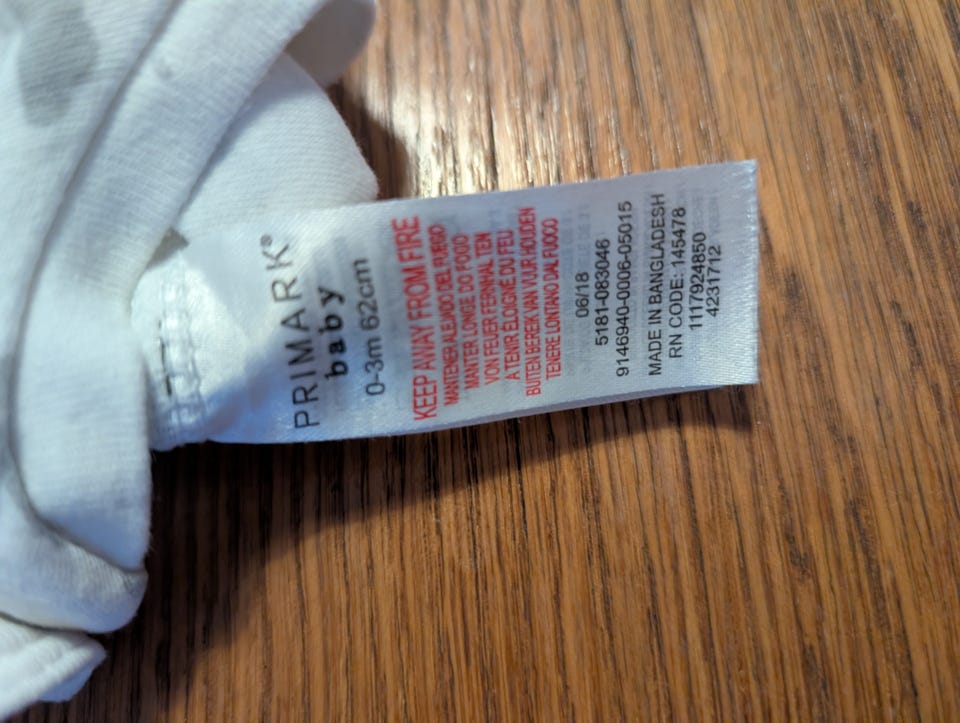 PRIMARK®
baby
0-3m 62cm
KEEP AWAY FROM FIRE
MANTENER ALEJADO DEL FUEGO
MANTER LONGE DO FOGO
VON FEUER FERNHALTEN
A TENIR ÉLOIGNÉ DU FEU
BUITEN BEREIK VAN VUUR HOUDEN
TENERE LONTANO DAL FUOCO
06/18
5181-083046
9146940-0006-05015
MADE IN BANGLADESH
RN CODE: 145478
1117924850
4231712